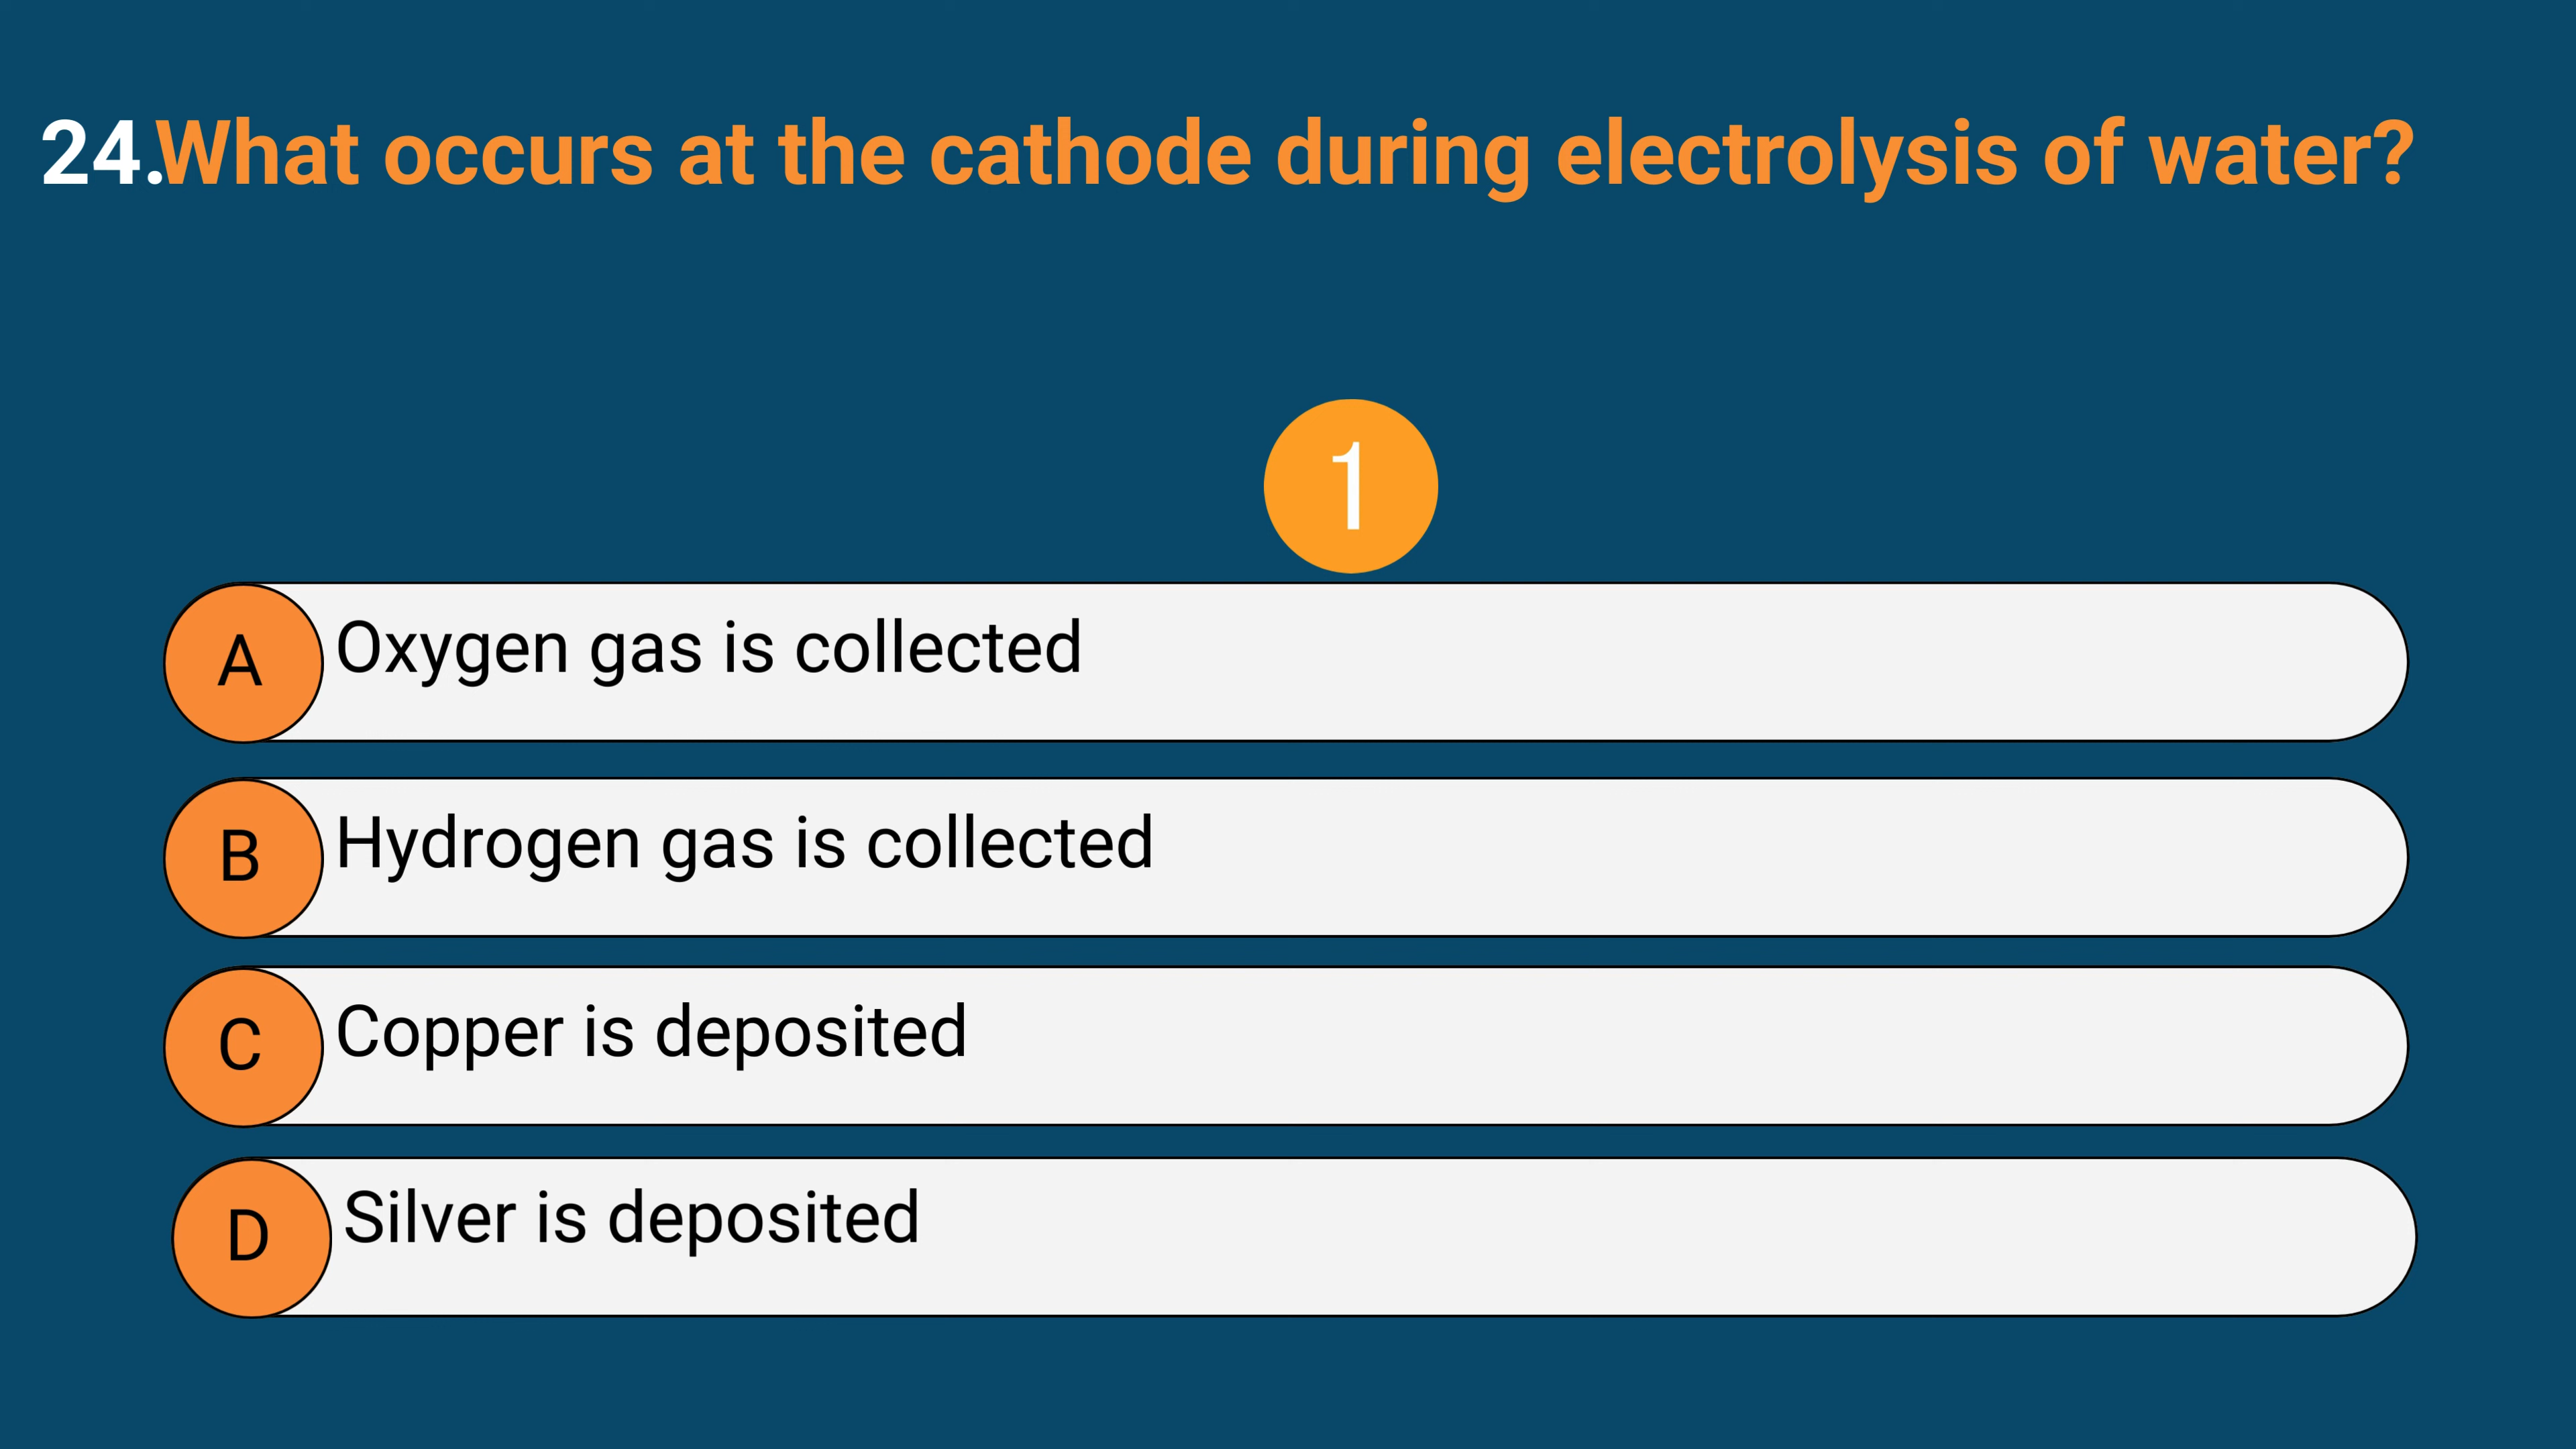 24.What occurs at the cathode during electrolysis of water?
1
A Oxygen gas is collected
B Hydrogen gas is collected
C Copper is deposited
D Silver is deposited